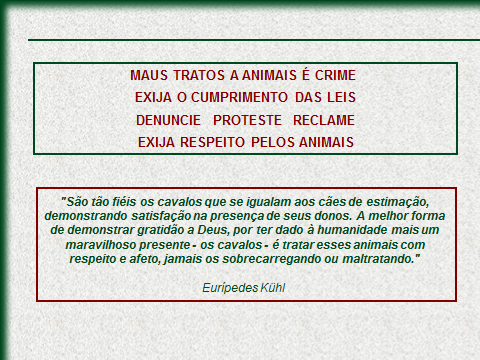 MAUS TRATOS A ANIMAIS É CRIME
EXIJA O CUMPRIMENTO DAS LEIS
DENUNCIE PROTESTE RECLAME
EXIJA RESPEITO PELOS ANIMAIS
"São tão fiéis os cavalos que se igualam aos cães de estimação,
demonstrando satisfação na presença de seus donos. A melhor forma
de demonstrar gratidão a Deus, por ter dado à humanidade mais um
maravilhoso presente - os cavalos - é tratar esses animais com
respeito e afeto, jamais os sobrecarregando ou maltratando."
Eurípedes Kühl